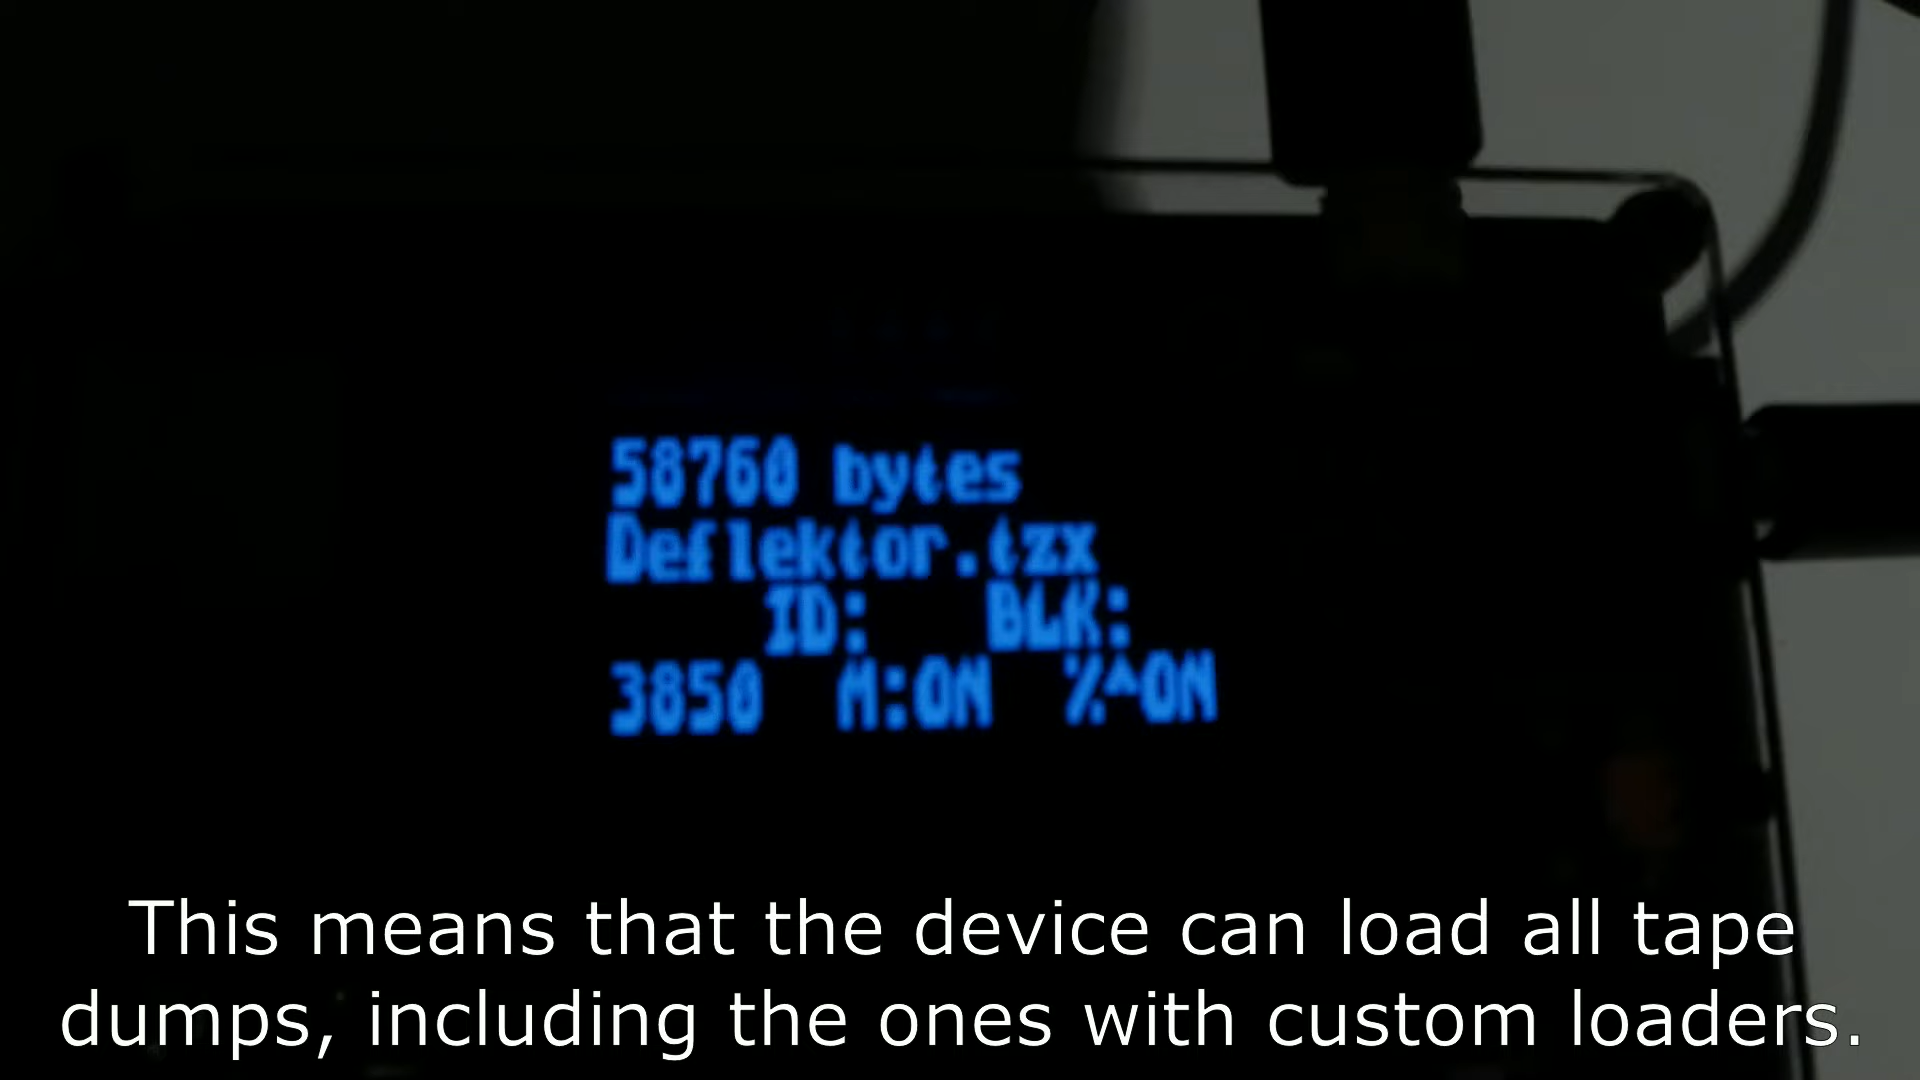 58760 bytes
Deflektor.tzx
ID: BLK:
3850 M:ON %^ON
This means that the device can load all tape
dumps, including the ones with custom loaders.